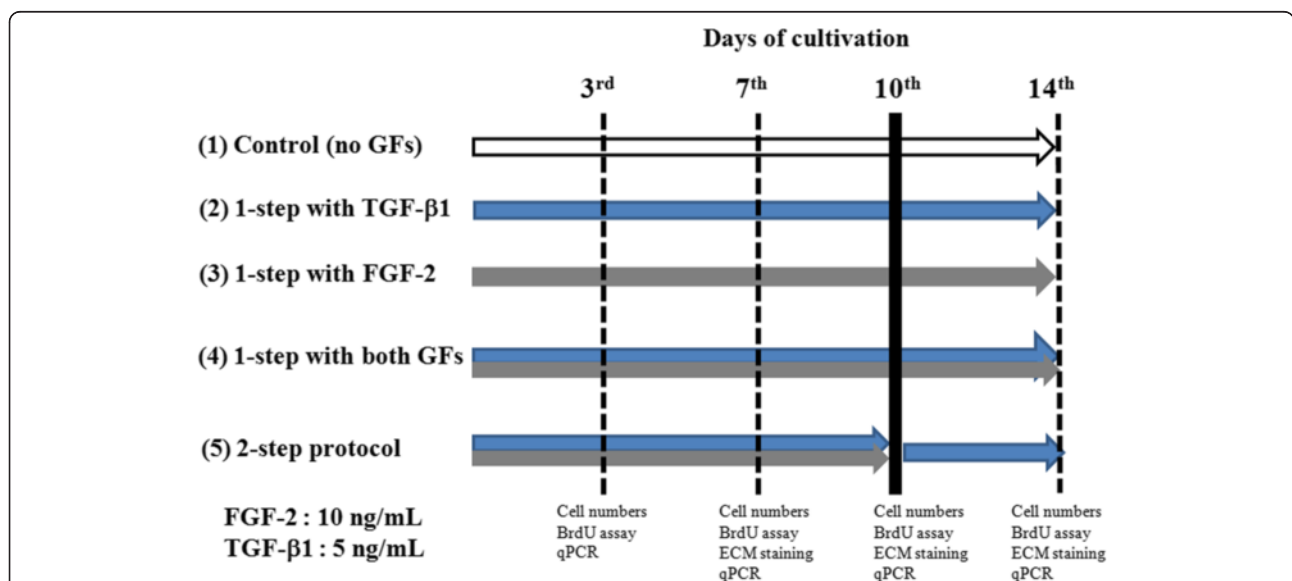 Days of cultivation
3rd 7th 10th 14th
(1) Control (no GFs)
(2) 1-step with TGF-β1
(3) 1-step with FGF-2
(4) 1-step with both GFs
(5) 2-step protocol
FGF-2 : 10 ng/mL
TGF-β1 : 5 ng/mL
Cell numbers
BrdU assay
qPCR
Cell numbers
BrdU assay
ECM staining
qPCR
Cell numbers
BrdU assay
ECM staining
qPCR
Cell numbers
BrdU assay
ECM staining
qPCR